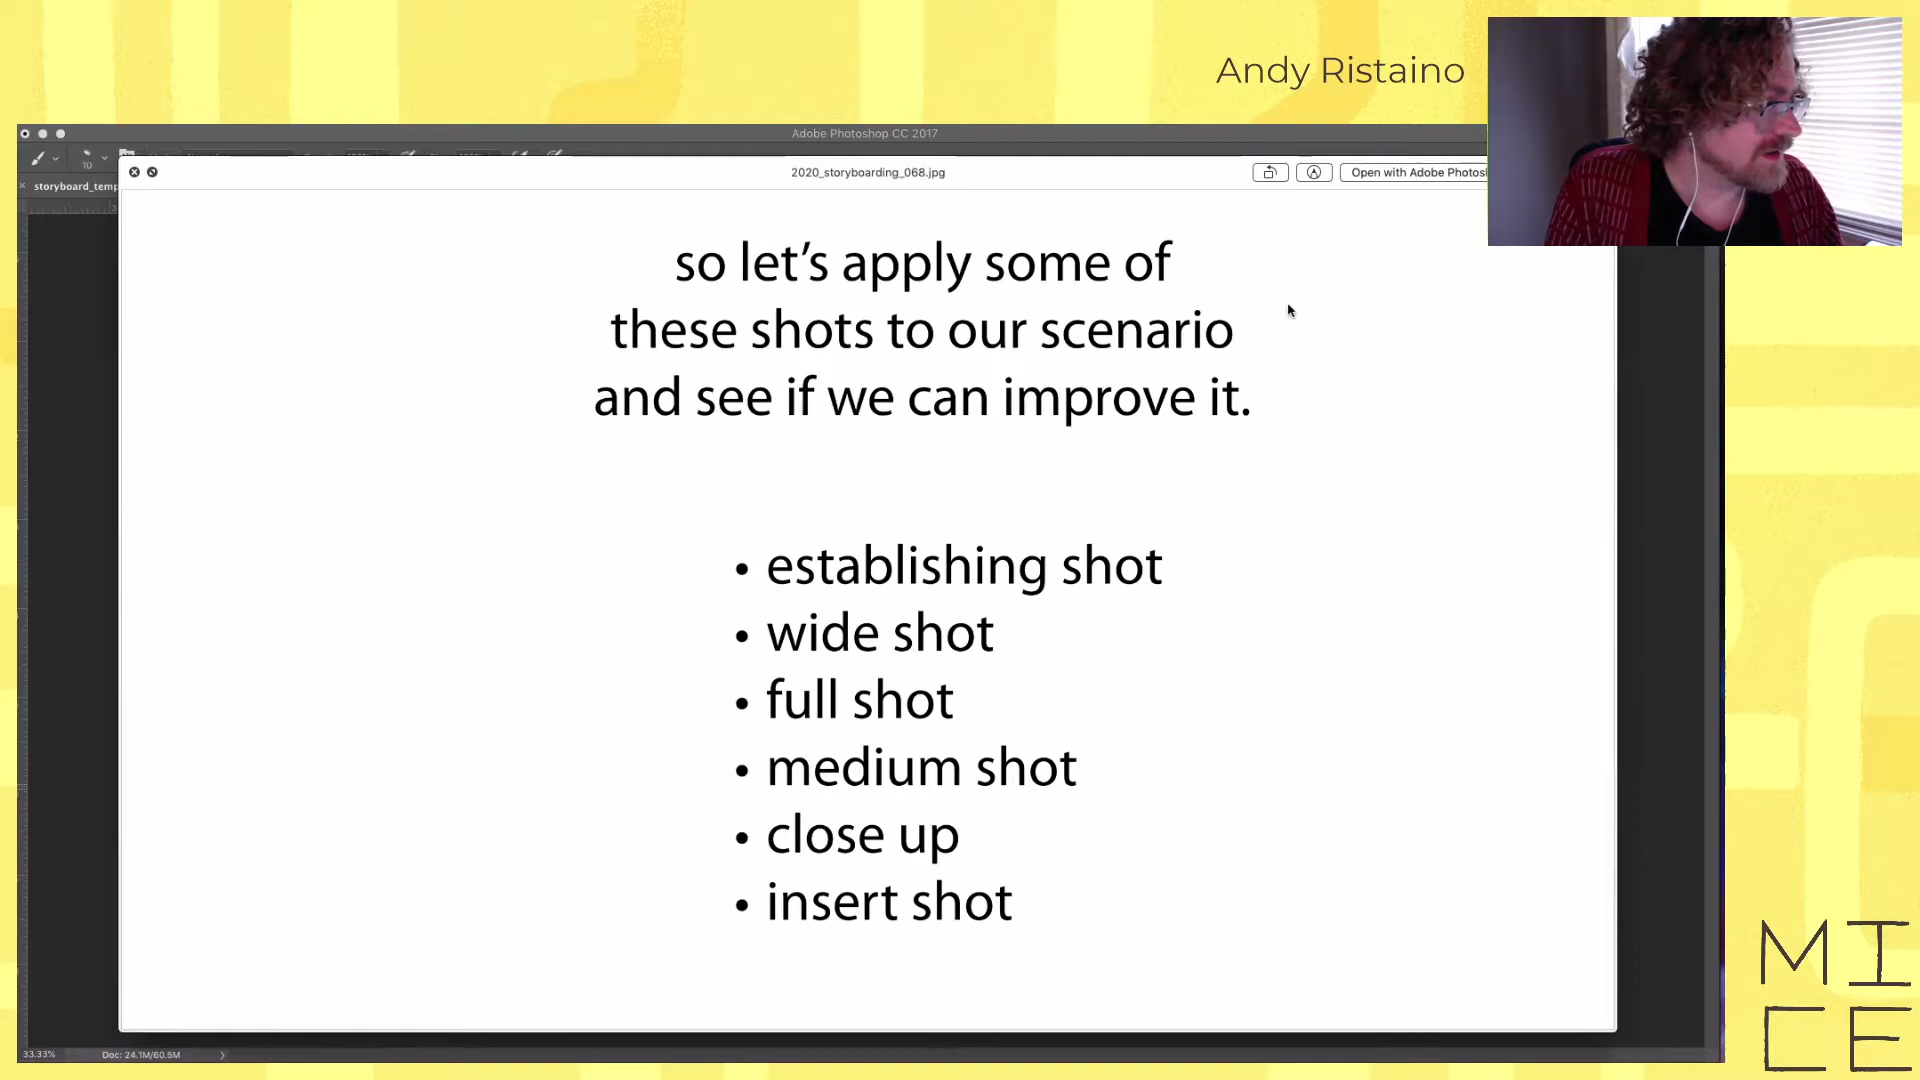 Andy Ristaino
Adobe Photoshop CC 2017
10
storyboard_temp
2020_storyboarding_068.jpg
Open with Adobe Photos
so let’s apply some of
these shots to our scenario
and see if we can improve it.
• establishing shot
• wide shot
• full shot
• medium shot
• close up
• insert shot
33.33%
Doc: 24.1M/60.5M
MI
CE